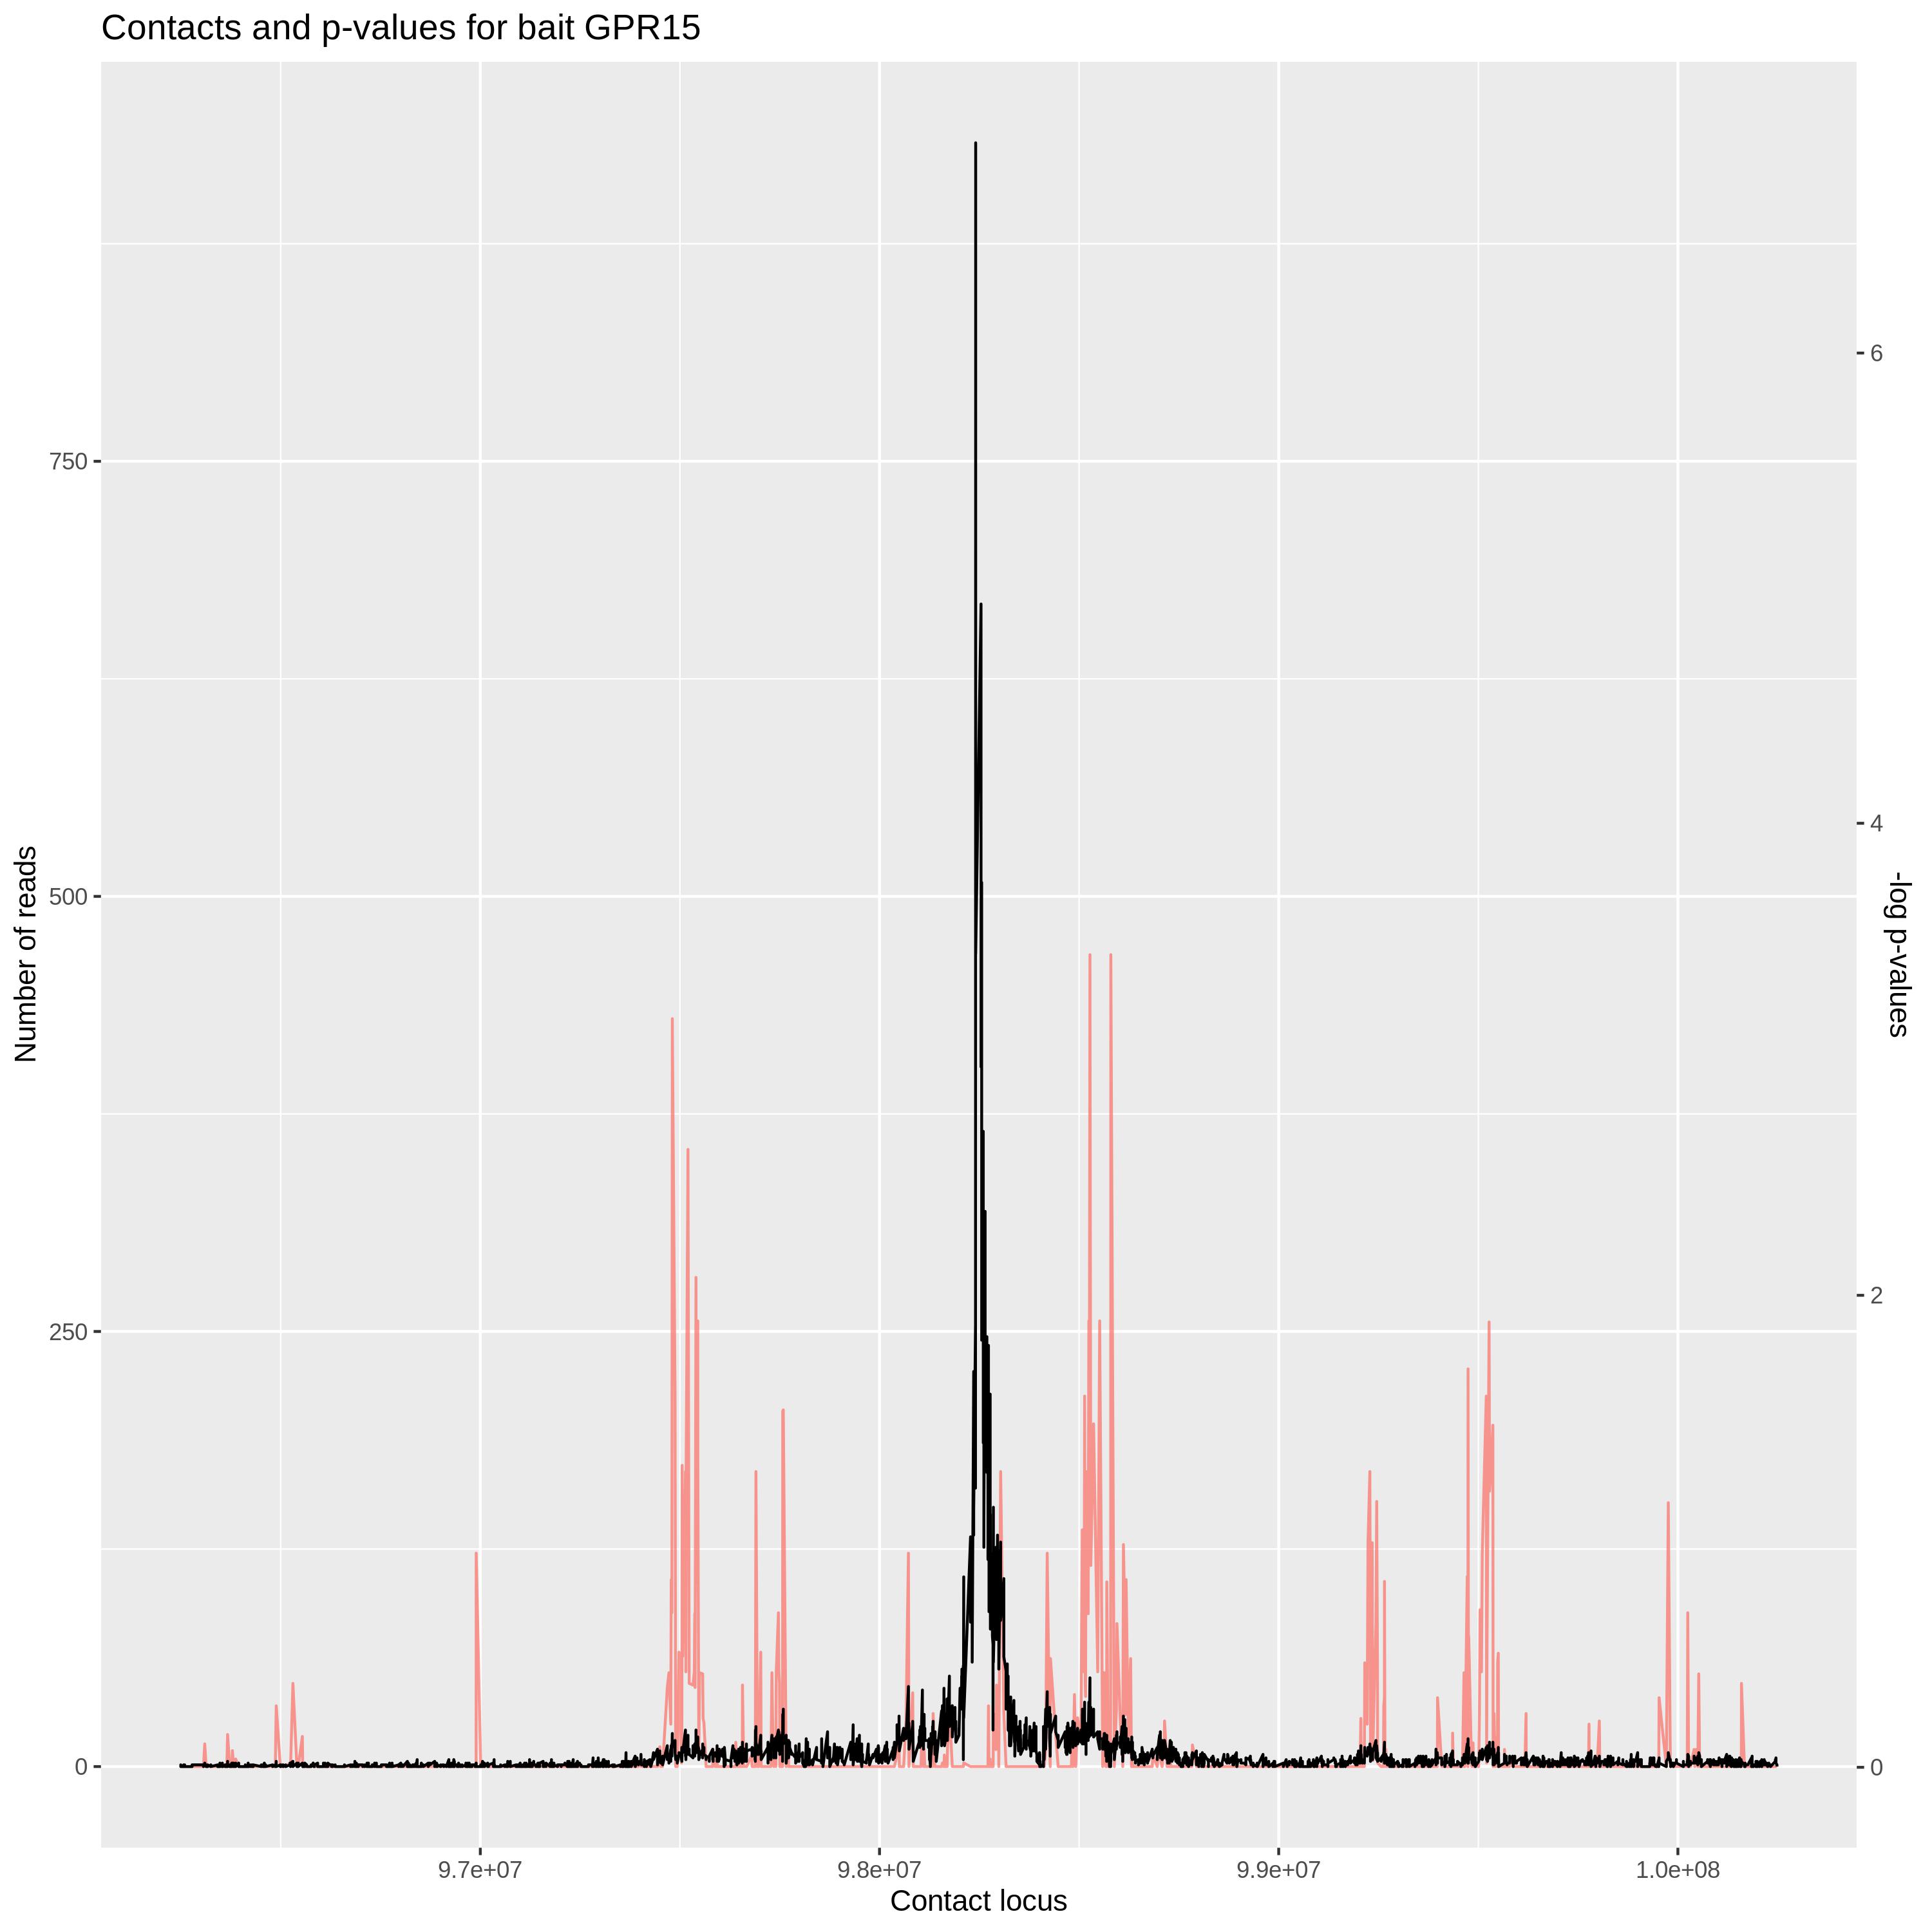 Contacts and p-values for bait GPR15
Number of reads
750
500
250
0
-log p-values
6
4
2
0
9.7e+07
9.8e+07
9.9e+07
1.0e+08
Contact locus